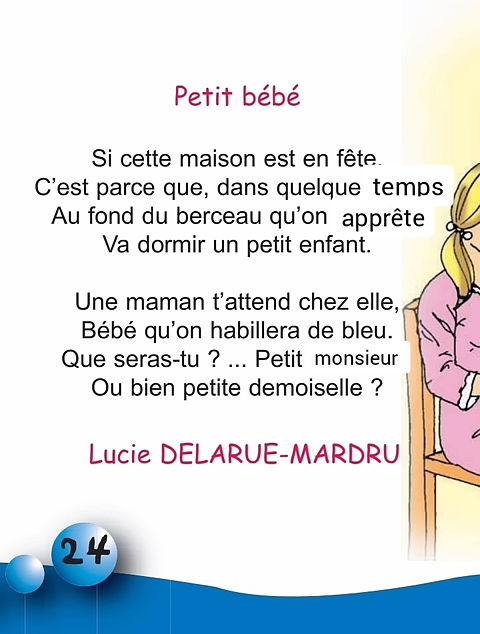 Petit bébé
Si cette maison est en fête.
C'est parce que, dans quelque temps
Au fond du berceau qu'on apprête
Va dormir un petit enfant.
Une maman t'attend chez elle,
Bébé qu'on habillera de bleu.
Que seras-tu ? ... Petit monsieur
Ou bien petite demoiselle ?
Lucie DELARUE-MARDRU
24